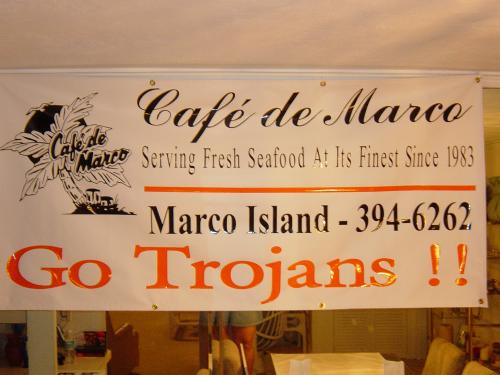 Café de Marco
Café de
Marco
Serving Fresh Seafood At Its Finest Since 1983
Marco Island - 394-6262
Go Trojans !!